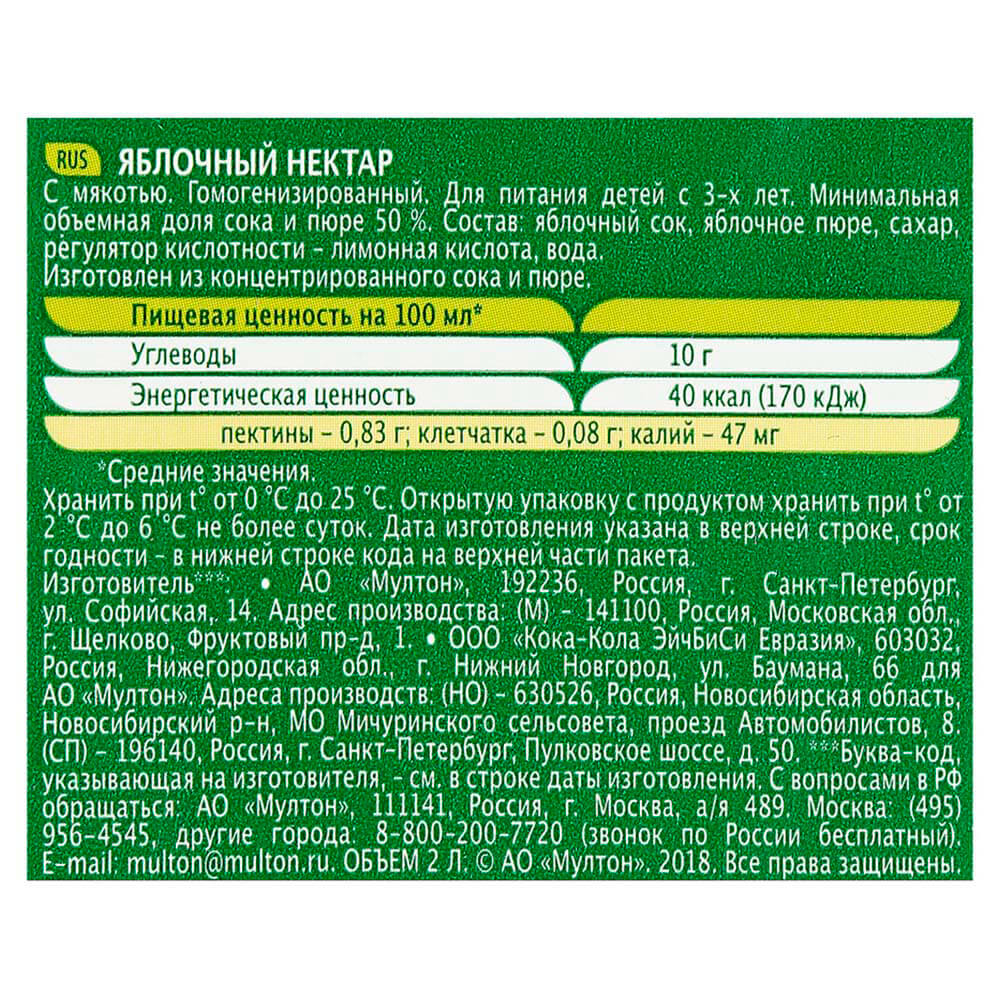 RUS ЯБЛОЧНЫЙ НЕКТАР
С мякотью. Гомогенизированный. Для питания детей с 3-х лет. Минимальная
объемная доля сока и пюре 50 %. Состав: яблочный сок, яблочное пюре, сахар,
регулятор кислотности – лимонная кислота, вода.
Изготовлен из концентрированного сока и пюре.
Пищевая ценность на 100 мл*
Углеводы 10 г
Энергетическая ценность 40 ккал (170 кДж)
пектины – 0,83 г; клетчатка – 0,08 г; калий – 47 мг
*Средние значения.
Хранить при t° от 0 °C до 25 °C. Открытую упаковку с продуктом хранить при t° от
2 °C до 6 °C не более суток. Дата изготовления указана в верхней строке, срок
годности – в нижней строке кода на верхней части пакета.
Изготовитель***: • АО «Мултон», 192236, Россия, г. Санкт-Петербург,
ул. Софийская, 14. Адрес производства: (М) – 141100, Россия, Московская обл.,
г. Щелково, Фруктовый пр-д, 1. • ООО «Кока-Кола ЭйчБиСи Евразия», 603032,
Россия, Нижегородская обл., г. Нижний Новгород, ул. Баумана, 66 для
АО «Мултон». Адреса производств: (НО) – 630526, Россия, Новосибирская область,
Новосибирский р-н, МО Мичуринского сельсовета, проезд Автомобилистов, 8.
(СП) – 196140, Россия, г. Санкт-Петербург, Пулковское шоссе, д. 50. ***Буква-код,
указывающая на изготовителя, - см. в строке даты изготовления. С вопросами в РФ
обращаться: АО «Мултон», 111141, Россия, г. Москва, а/я 489. Москва: (495)
956-4545, другие города: 8-800-200-7720 (звонок по России бесплатный).
E-mail: multon@multon.ru. ОБЪЕМ 2 Л. © АО «Мултон». 2018. Все права защищены.